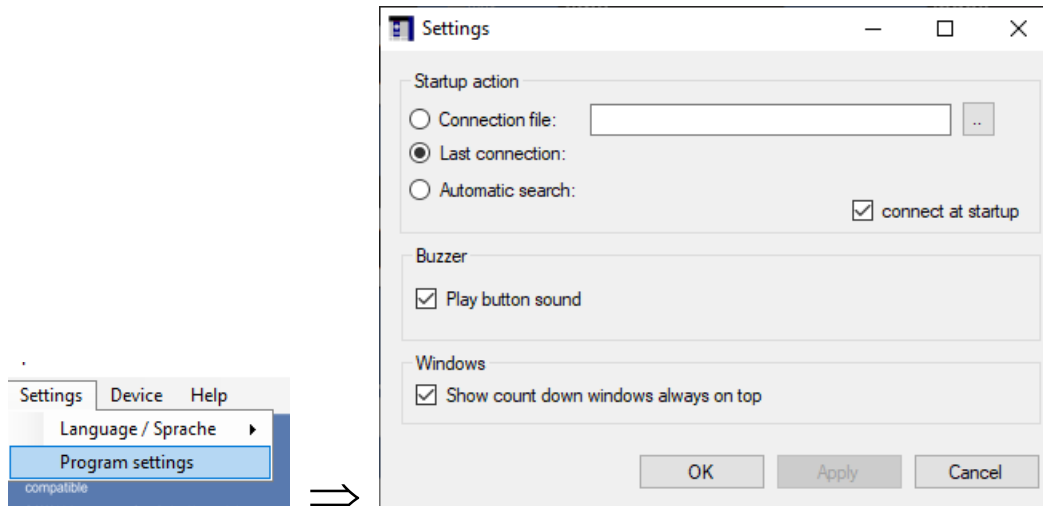 Settings
Startup action
Connection file:
..
Last connection:
Automatic search:
connect at startup
Buzzer
Play button sound
Windows
Show count down windows always on top
OK Apply Cancel
.
Settings Device Help
Language / Sprache
Program settings
compatible
⇒